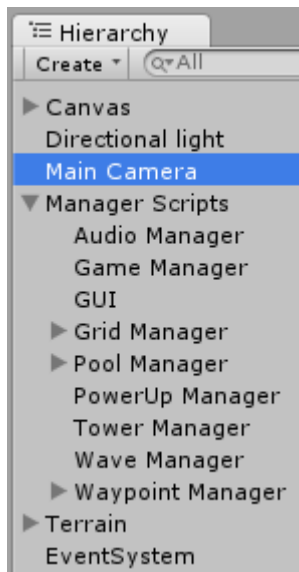 Hierarchy
Create All
Canvas
Directional light
Main Camera
Manager Scripts
Audio Manager
Game Manager
GUI
Grid Manager
Pool Manager
PowerUp Manager
Tower Manager
Wave Manager
Waypoint Manager
Terrain
EventSystem